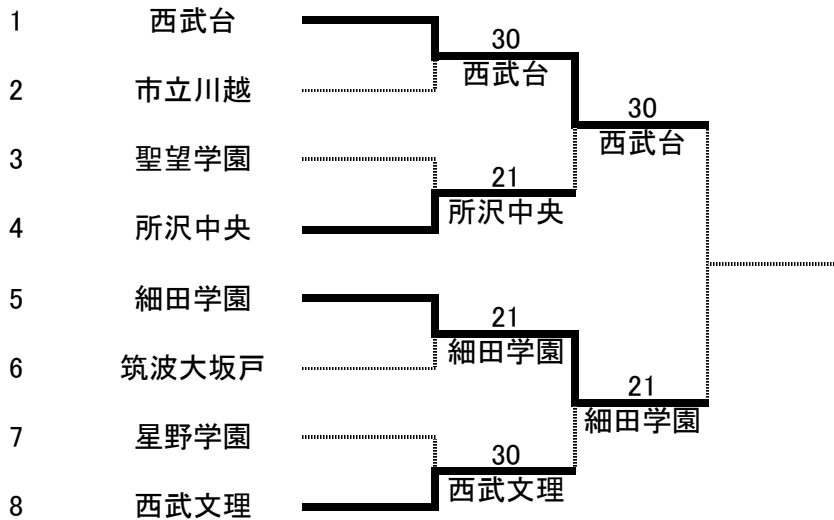 1 西武台
30
西武台
2 市立川越
30
西武台
3 聖望学園
21
所沢中央
4 所沢中央
5 細田学園
21
細田学園
6 筑波大坂戸
21
細田学園
7 星野学園
30
西武文理
8 西武文理